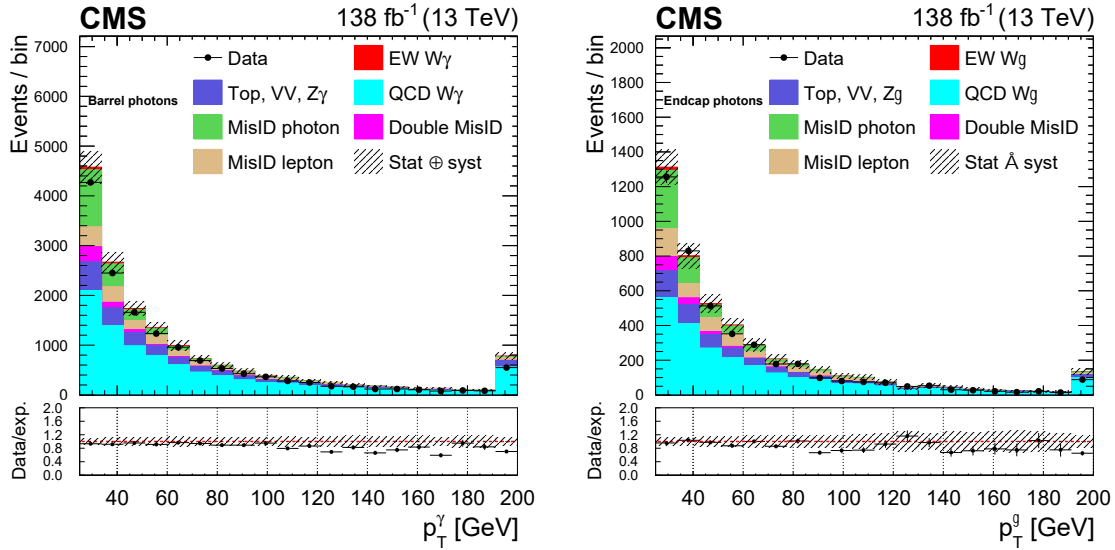 CMS 138 fb⁻¹ (13 TeV)
Events / bin
7000
6000
5000
4000
3000
2000
1000
0
Barrel photons
Data
EW Wγ
Top, VV, Zγ
QCD Wγ
MisID photon
Double MisID
MisID lepton
Stat ⊕ syst
Data/exp.
2.0
1.6
1.2
0.8
0.4
0.0
40 60 80 100 120 140 160 180 200
p_T^γ [GeV]
CMS 138 fb⁻¹ (13 TeV)
Events / bin
2000
1800
1600
1400
1200
1000
800
600
400
200
0
Endcap photons
Data
EW Wg
Top, VV, Zg
QCD Wg
MisID photon
Double MisID
MisID lepton
Stat Å syst
Data/exp.
2.0
1.6
1.2
0.8
0.4
0.0
40 60 80 100 120 140 160 180 200
p_T^g [GeV]